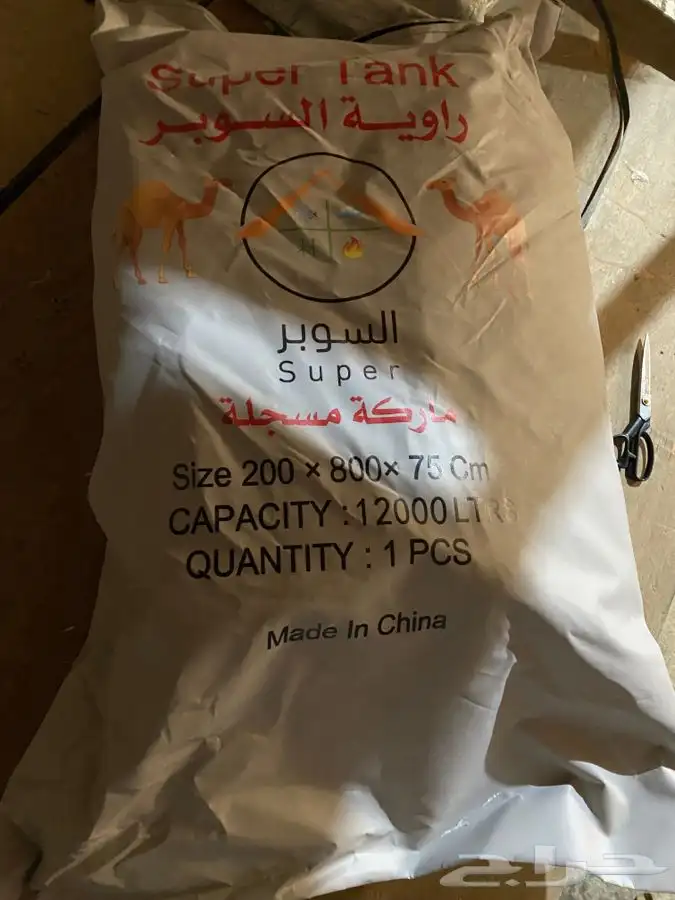 Super Tank
راوية السوبر
السوبر
Super
ماركة مسجلة
Size 200 × 800× 75 Cm
CAPACITY : 12000 LTRS
QUANTITY : 1 PCS
Made In China
حراج